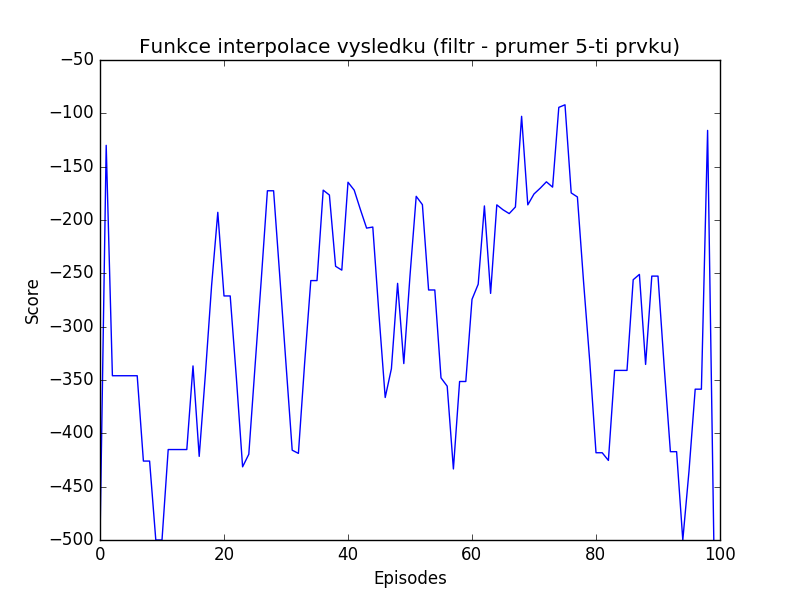 Funkce interpolace vysledku (filtr - prumer 5-ti prvku)
−50
−100
−150
−200
−250
−300
−350
−400
−450
−500
Score
0 20 40 60 80 100
Episodes